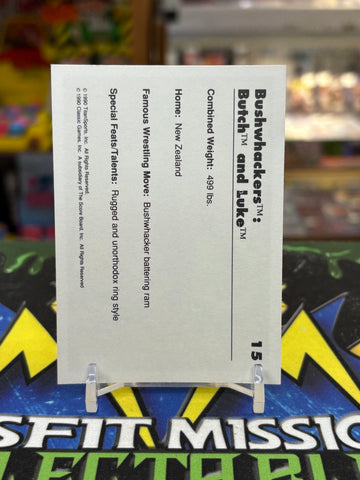 Bushwhackers™:
Butch™ and Luke™
15
Combined Weight: 499 lbs.
Home: New Zealand
Famous Wrestling Move: Bushwhacker battering ram
Special Feats/Talents: Rugged and unorthodox ring style
© 1990 TitanSports, Inc. All Rights Reserved.
© 1990 Classic Games, Inc. A subsidiary of The Score Board, Inc. All Rights Reserved
SFIT MISSIO
LLECTABL